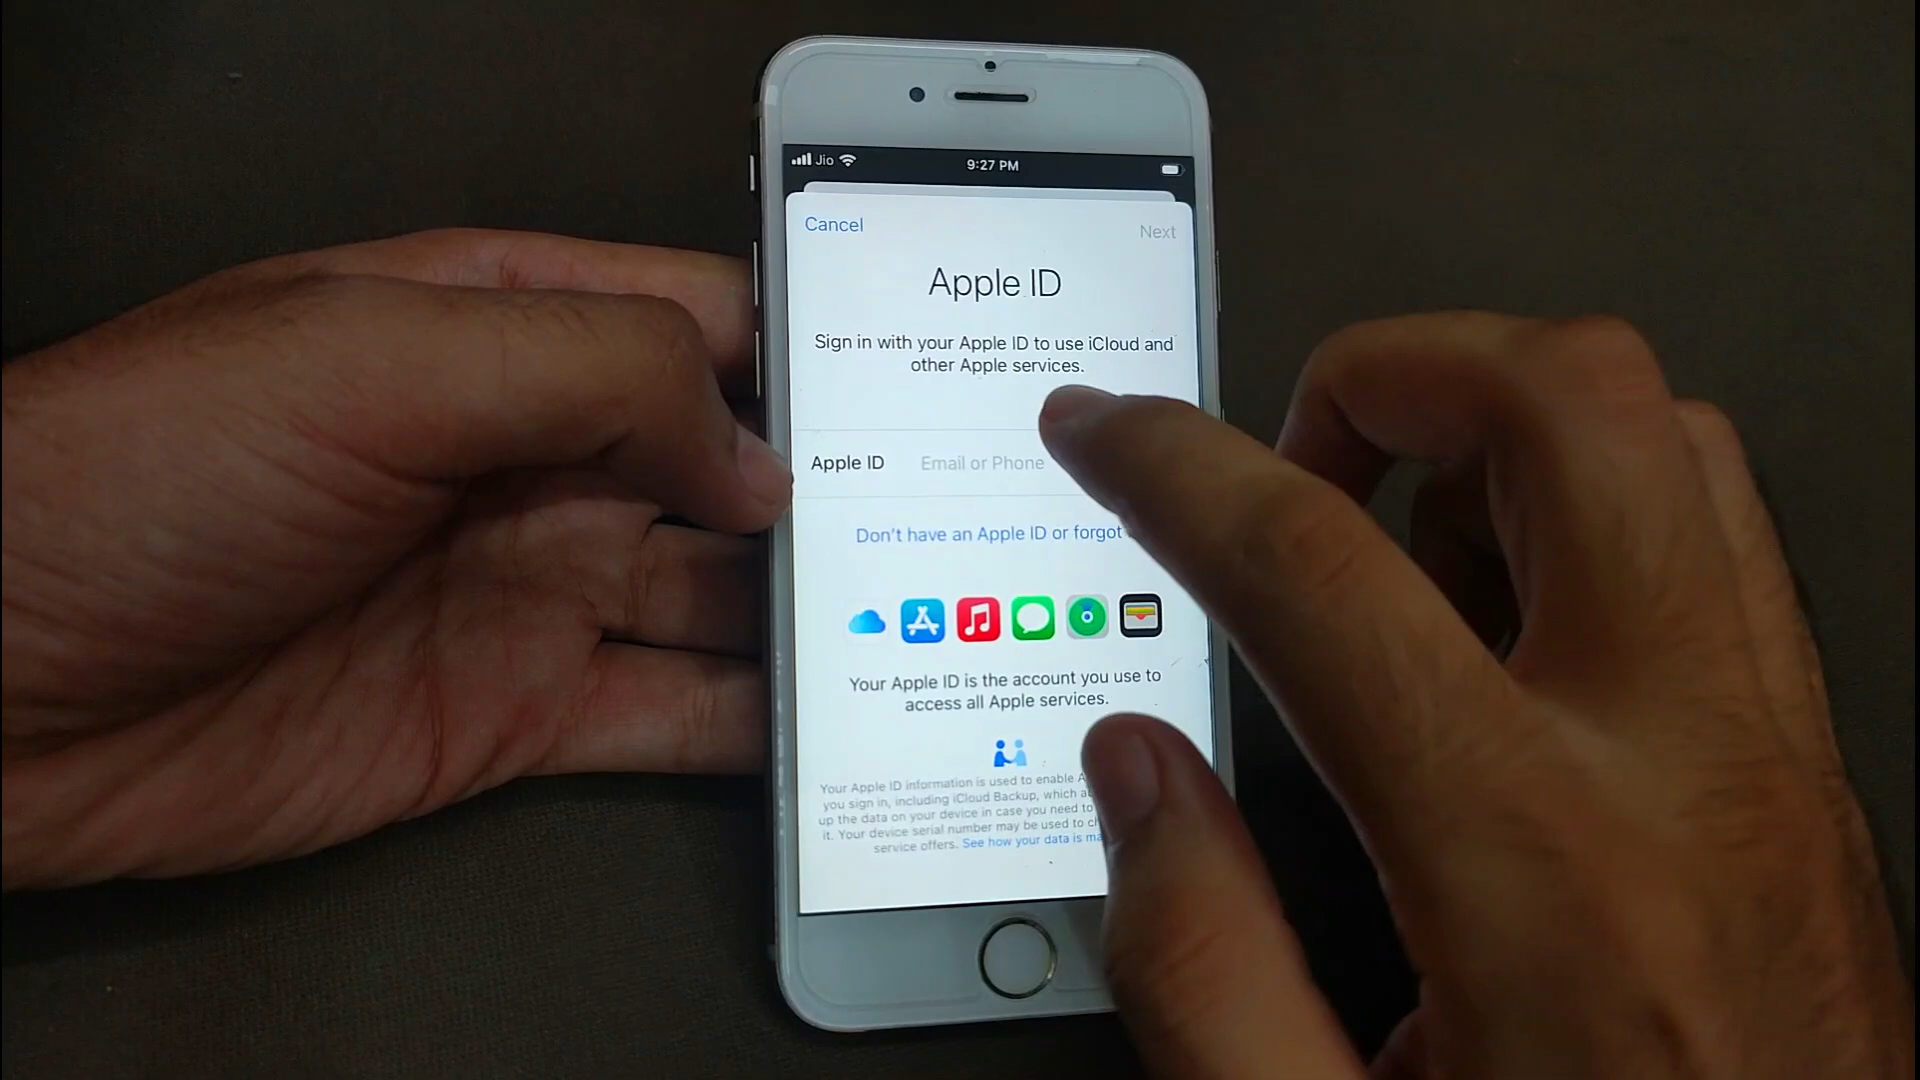 Jio
9:27 PM
Cancel
Next
Apple ID
Sign in with your Apple ID to use iCloud and
other Apple services.
Apple ID Email or Phone
Don't have an Apple ID or forgot
Your Apple ID is the account you use to
access all Apple services.
Your Apple ID information is used to enable
you sign in, including iCloud Backup, which
up the data on your device in case you need to
it. Your device serial number may be used to
service offers. See how your data is